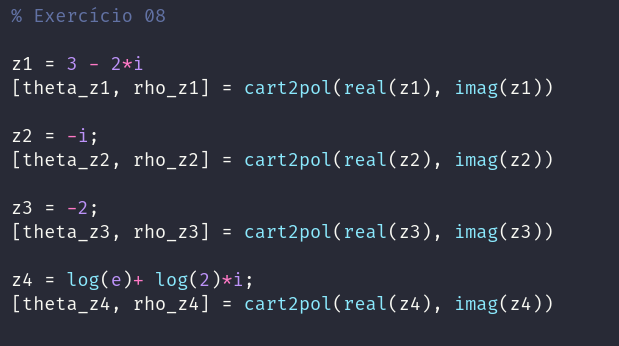 % Exercício 08
z1 = 3 - 2*i
[theta_z1, rho_z1] = cart2pol(real(z1), imag(z1))
z2 = -i;
[theta_z2, rho_z2] = cart2pol(real(z2), imag(z2))
z3 = -2;
[theta_z3, rho_z3] = cart2pol(real(z3), imag(z3))
z4 = log(e)+ log(2)*i;
[theta_z4, rho_z4] = cart2pol(real(z4), imag(z4))